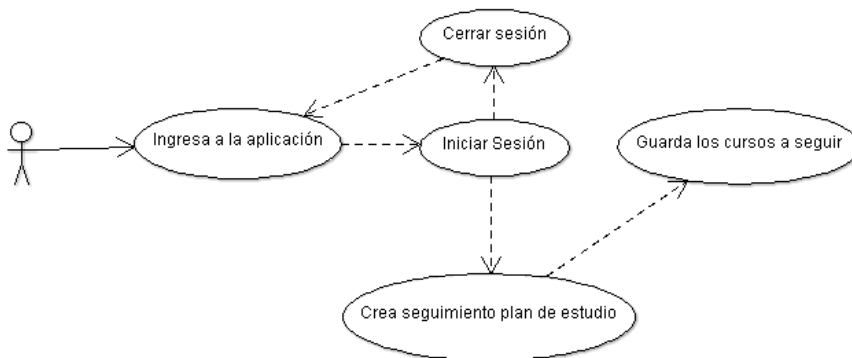 Cerrar sesión
Ingresa a la aplicación
Iniciar Sesión
Guarda los cursos a seguir
Crea seguimiento plan de estudio